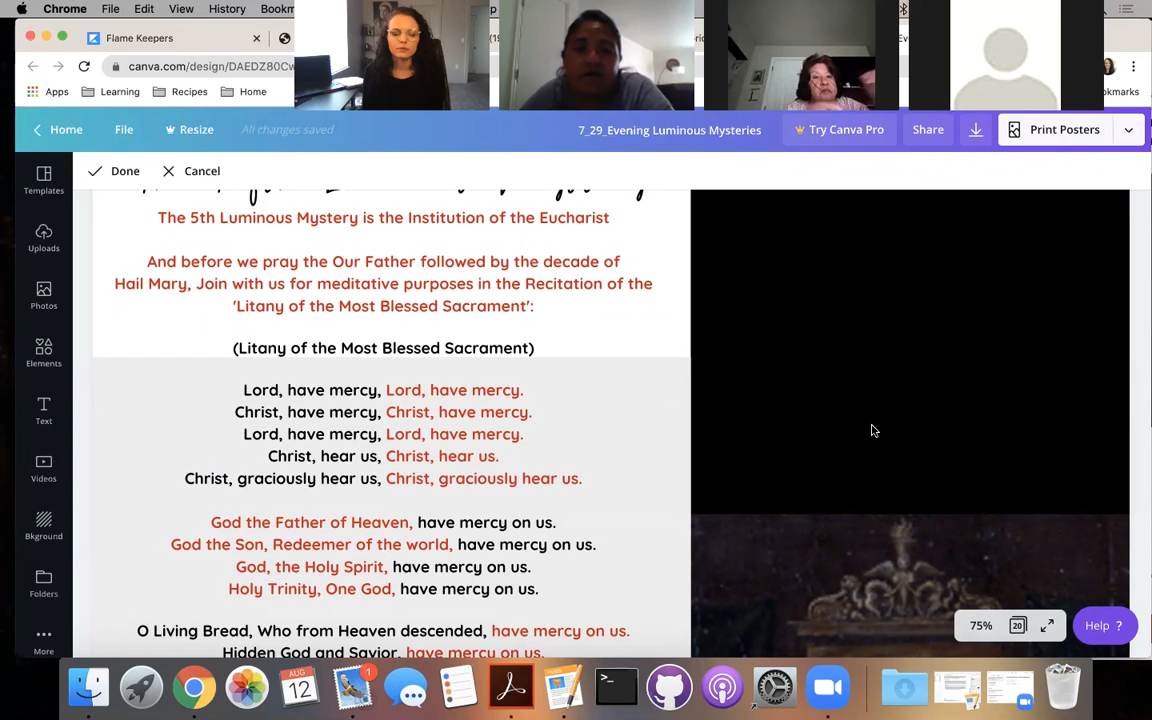 Chrome File Edit View History Bookm
Flame Keepers
canva.com/design/DAEDZ80Cw
Apps Learning Recipes Home
okmarks
Home File Resize All changes saved 7_29_Evening Luminous Mysteries Try Canva Pro Share Print Posters
Done Cancel
Templates
Uploads
Photos
Elements
Text
Videos
Bkground
Folders
More
The 5th Luminous Mystery is the Institution of the Eucharist
And before we pray the Our Father followed by the decade of
Hail Mary, Join with us for meditative purposes in the Recitation of the
'Litany of the Most Blessed Sacrament':
(Litany of the Most Blessed Sacrament)
Lord, have mercy, Lord, have mercy.
Christ, have mercy, Christ, have mercy.
Lord, have mercy, Lord, have mercy.
Christ, hear us, Christ, hear us.
Christ, graciously hear us, Christ, graciously hear us.
God the Father of Heaven, have mercy on us.
God the Son, Redeemer of the world, have mercy on us.
God, the Holy Spirit, have mercy on us.
Holy Trinity, One God, have mercy on us.
O Living Bread, Who from Heaven descended, have mercy on us.
Hidden God and Savior, have mercy on us.
75% 20 Help ?
AUG
12
1